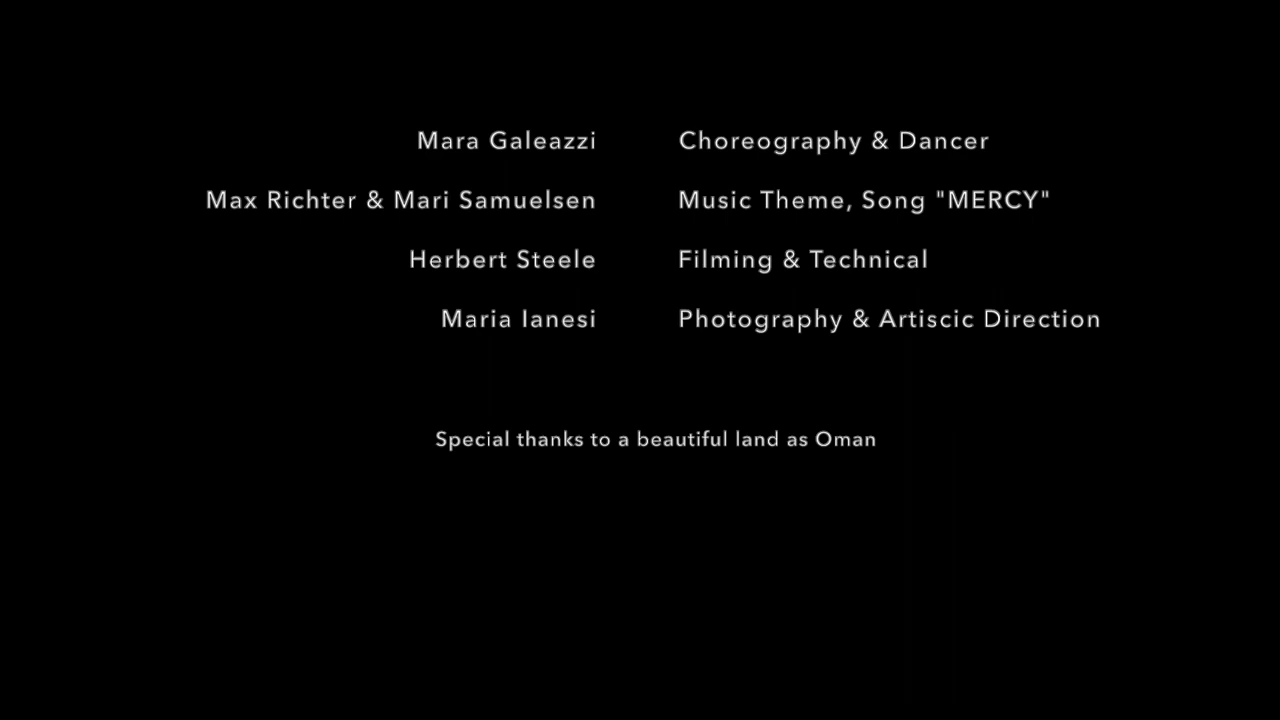 Mara Galeazzi Choreography & Dancer
Max Richter & Mari Samuelsen Music Theme, Song "MERCY"
Herbert Steele Filming & Technical
Maria Ianesi Photography & Artiscic Direction
Special thanks to a beautiful land as Oman